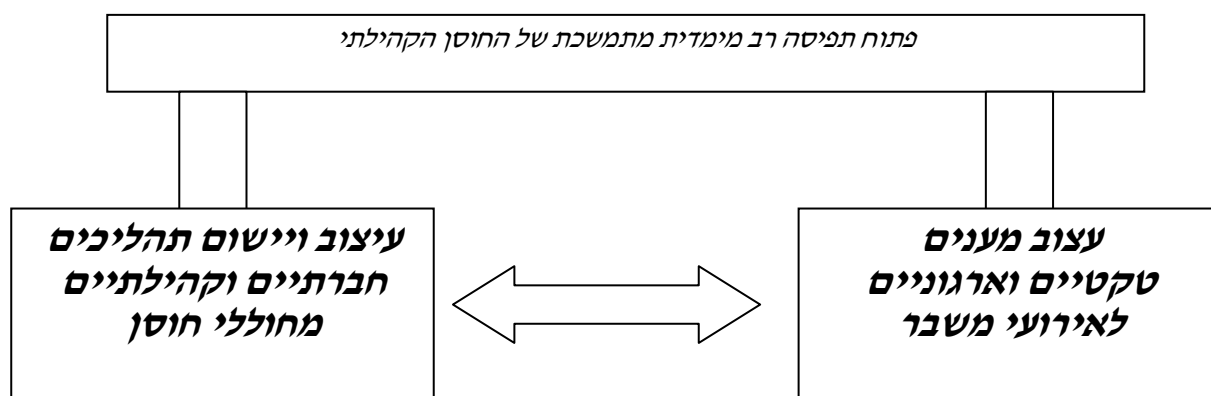 פתוח תפיסה רב מימדית מתמשכת של החוסן הקהילתי
עצוב מענים
טקטיים וארגוניים
לאירועי משבר
עיצוב ויישום תהליכים
חברתיים וקהילתיים
מחוללי חוסן